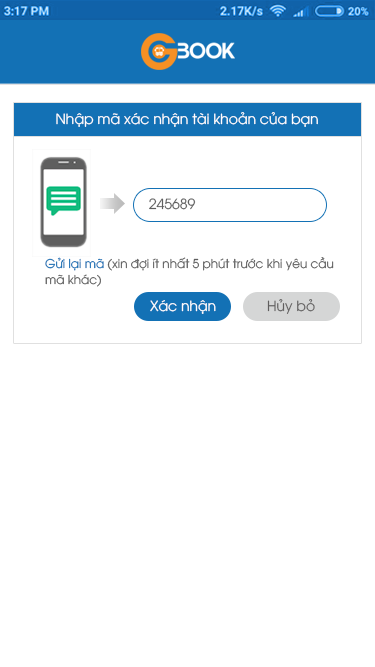 3:17 PM 2.17K/s 20%
GBOOK
Nhập mã xác nhận tài khoản của bạn
245689
Gửi lại mã (xin đợi ít nhất 5 phút trước khi yêu cầu
mã khác)
Xác nhận Hủy bỏ